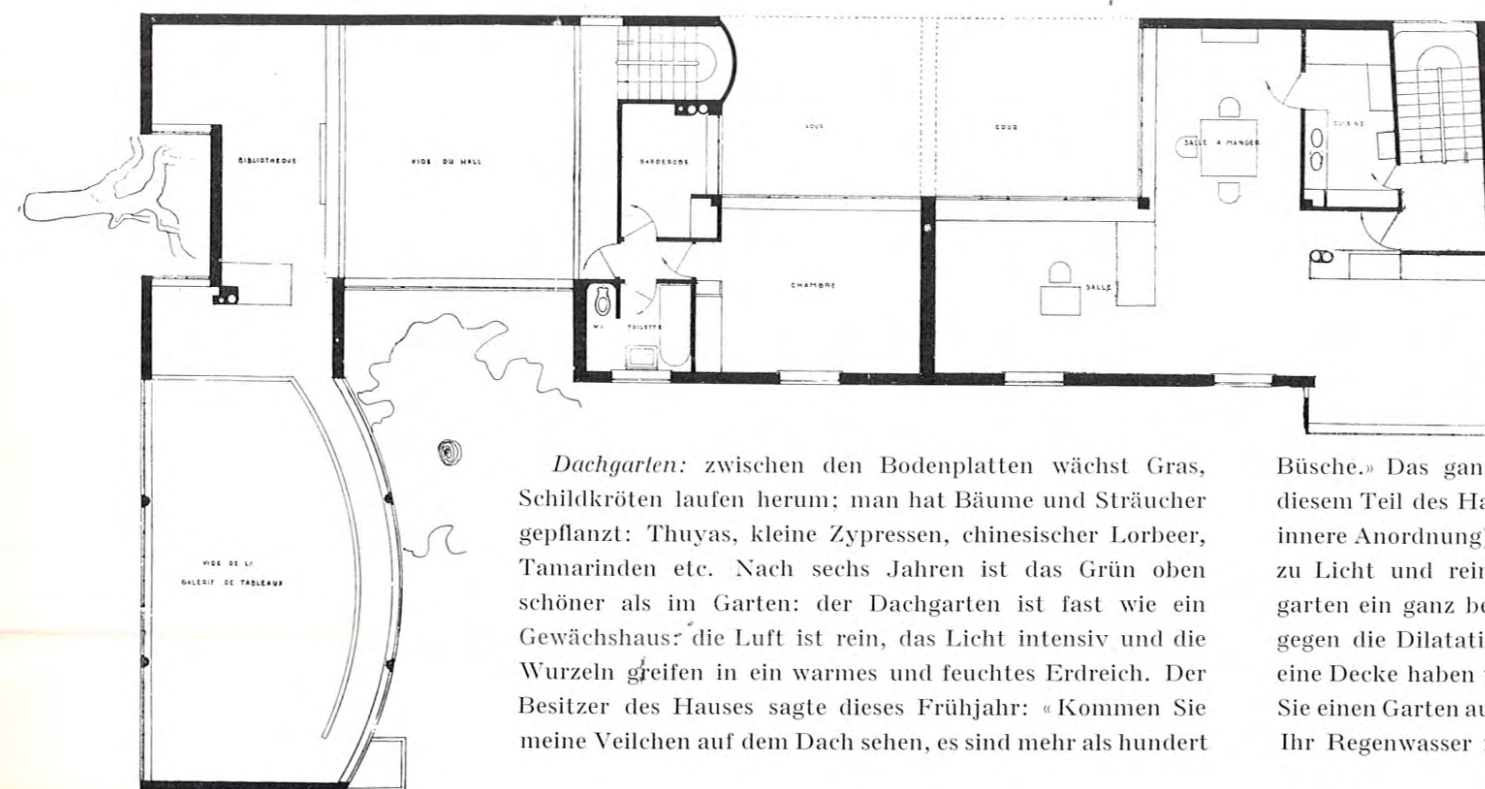 BIBLIOTHEQUE
VIDE DU HALL
GARDEROBE
COUR
COUR
SALLE A MANGER
CUISINE
CHAMBRE
SALLE
WC
TOILETTE
VIDE DE LA
GALERIE DE TABLEAUX
Dachgarten: zwischen den Bodenplatten wächst Gras,
Schildkröten laufen herum; man hat Bäume und Sträucher
gepflanzt: Thuyas, kleine Zypressen, chinesischer Lorbeer,
Tamarinden etc. Nach sechs Jahren ist das Grün oben
schöner als im Garten: der Dachgarten ist fast wie ein
Gewächshaus: die Luft ist rein, das Licht intensiv und die
Wurzeln greifen in ein warmes und feuchtes Erdreich. Der
Besitzer des Hauses sagte dieses Frühjahr: «Kommen Sie
meine Veilchen auf dem Dach sehen, es sind mehr als hundert
Büsche.» Das gan
diesem Teil des Ha
innere Anordnung
zu Licht und rein
garten ein ganz be
gegen die Dilatati
eine Decke haben
Sie einen Garten au
Ihr Regenwasser